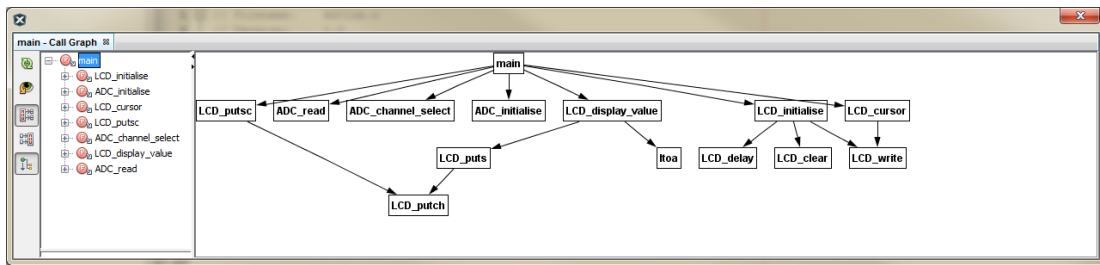 main - Call Graph
main
LCD_initialise
ADC_initialise
LCD_cursor
LCD_putsc
ADC_channel_select
LCD_display_value
ADC_read
main
LCD_putsc ADC_read ADC_channel_select ADC_initialise LCD_display_value LCD_initialise LCD_cursor
LCD_puts ltoa LCD_delay LCD_clear LCD_write
LCD_putch